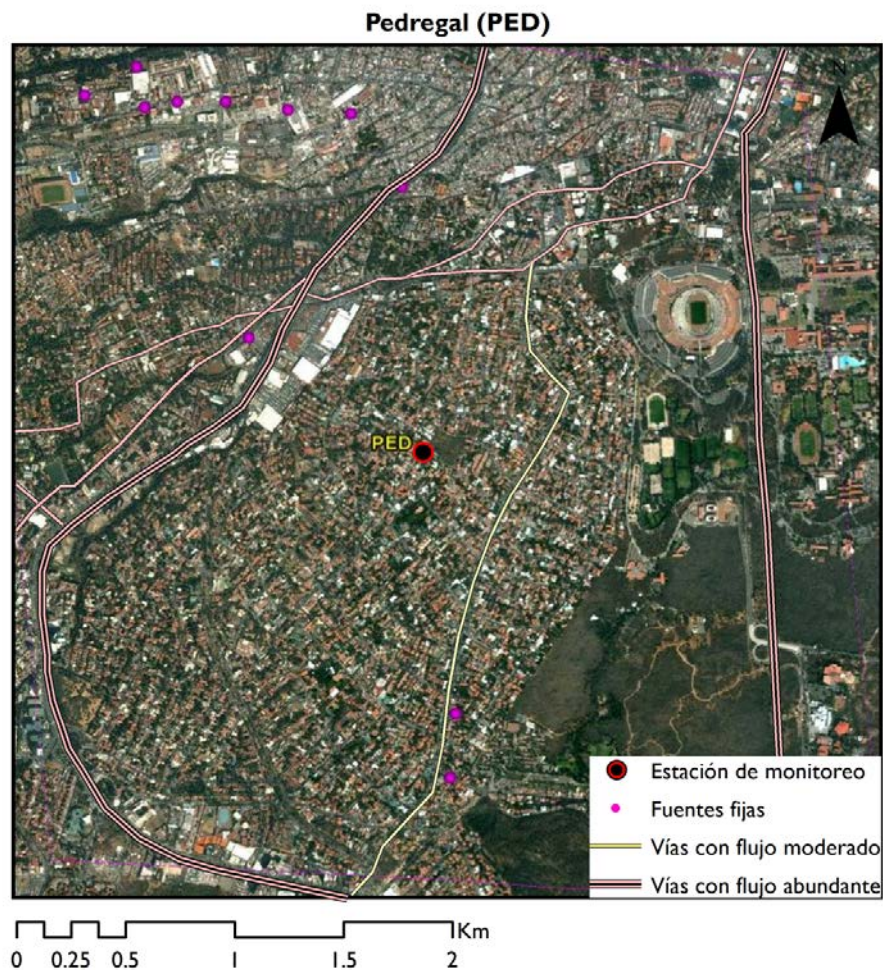 Pedregal (PED)
N
PED
Estación de monitoreo
Fuentes fijas
Vías con flujo moderado
Vías con flujo abundante
Km
0 0.25 0.5 1 1.5 2